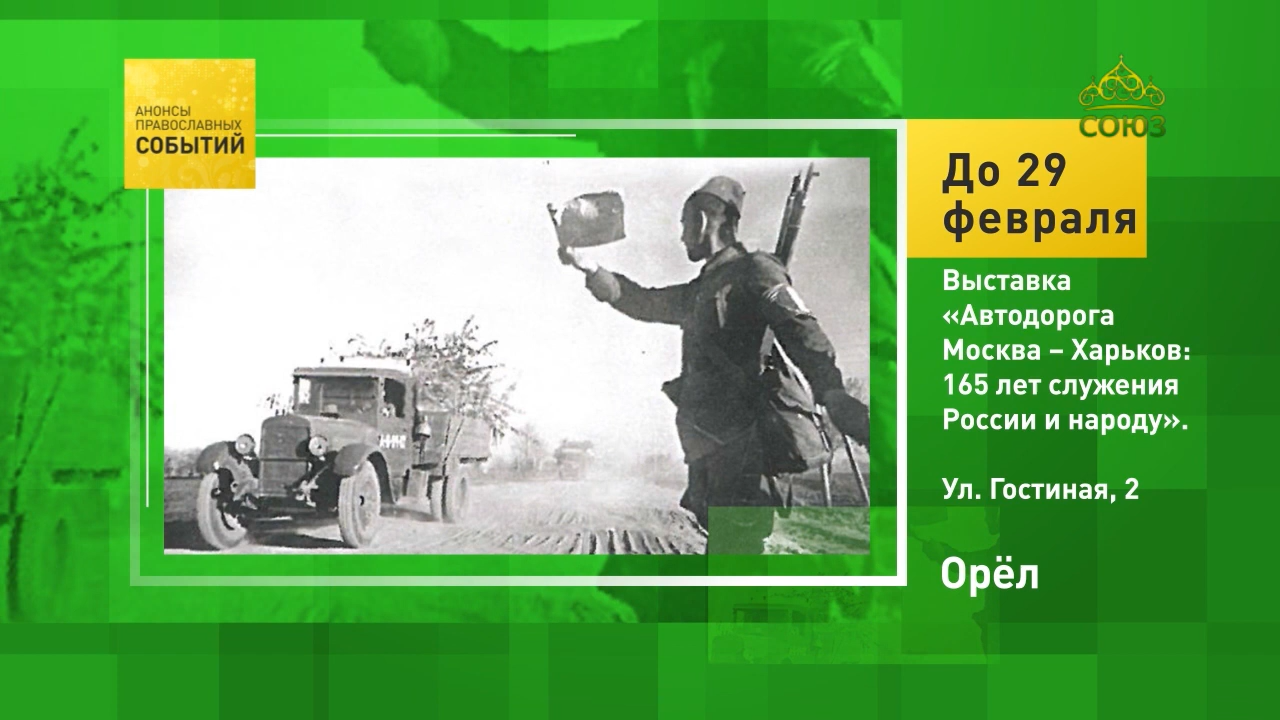 АНОНСЫ
ПРАВОСЛАВНЫХ
СОБЫТИЙ
СОЮЗ
До 29
февраля
Выставка
«Автодорога
Москва – Харьков:
165 лет служения
России и народу».
Ул. Гостиная, 2
Орёл